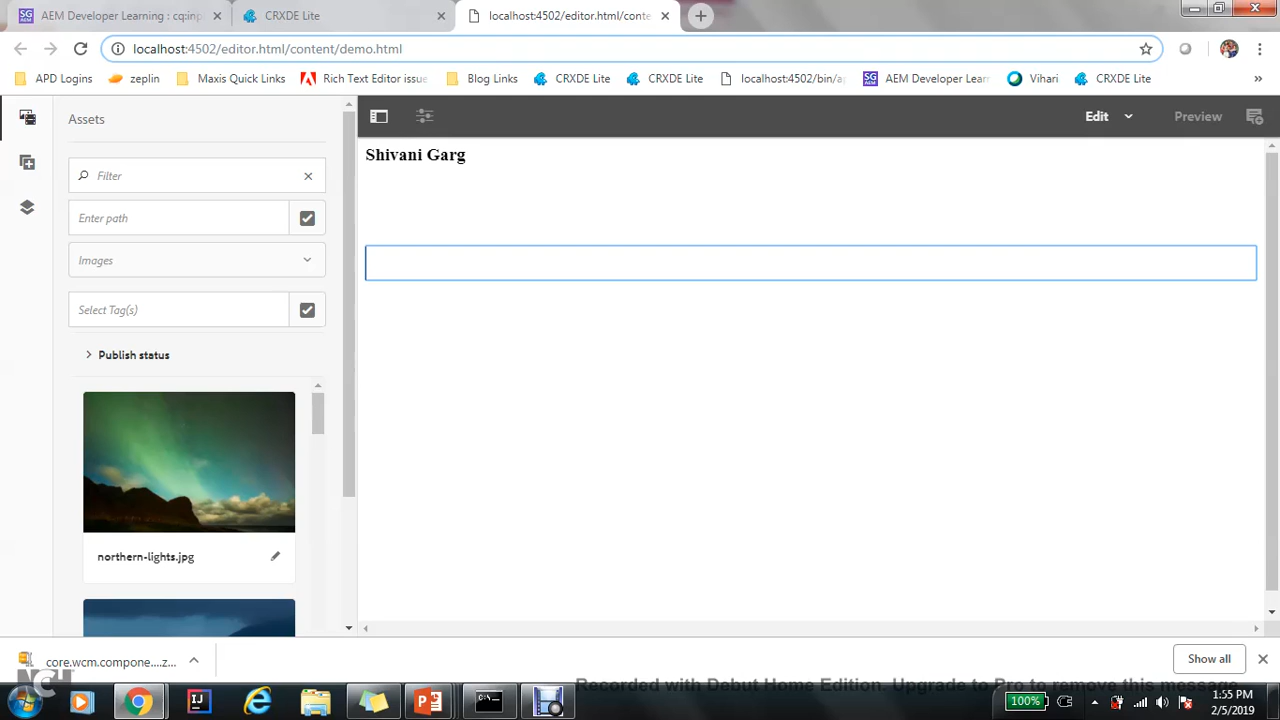 AEM Developer Learning : cq:inp
CRXDE Lite
localhost:4502/editor.html/conte
localhost:4502/editor.html/content/demo.html
APD Logins
zeplin
Maxis Quick Links
Rich Text Editor issue
Blog Links
CRXDE Lite
CRXDE Lite
localhost:4502/bin/a
AEM Developer Learn
Vihari
CRXDE Lite
»
Assets
Edit
Preview
Shivani Garg
Filter
Enter path
Images
Select Tag(s)
Publish status
northern-lights.jpg
core.wcm.compone....z...
Show all
NCH
Recorded with Debut Home Edition. Upgrade to Pro to remove this message
100%
1:55 PM
2/5/2019